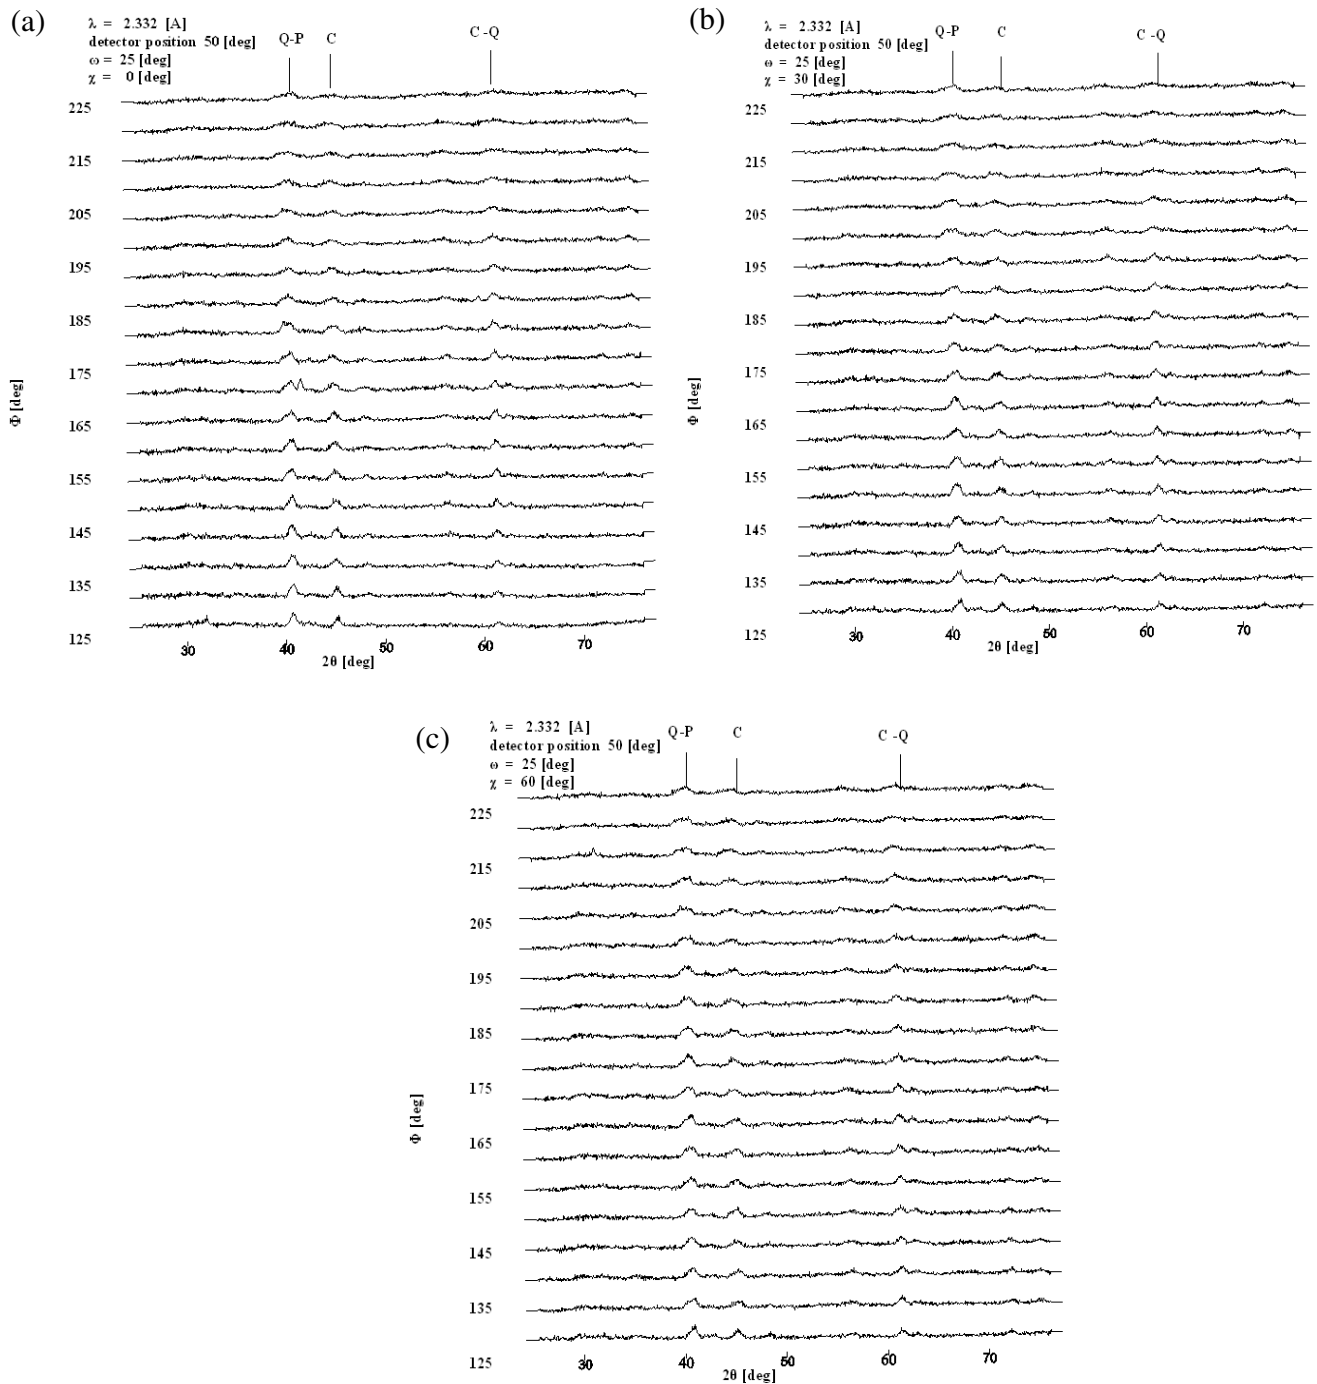 (a)
λ = 2.332 [A]
detector position 50 [deg]
ω = 25 [deg]
χ = 0 [deg]
Q-P C C -Q
225
215
205
195
185
175
165
155
145
135
125
Φ [deg]
30 40 50 60 70
2θ [deg]
(b)
λ = 2.332 [A]
detector position 50 [deg]
ω = 25 [deg]
χ = 30 [deg]
Q-P C C -Q
225
215
205
195
185
175
165
155
145
135
125
Φ [deg]
30 40 50 60 70
2θ [deg]
(c)
λ = 2.332 [A]
detector position 50 [deg]
ω = 25 [deg]
χ = 60 [deg]
Q-P C C -Q
225
215
205
195
185
175
165
155
145
135
125
Φ [deg]
30 40 50 60 70
2θ [deg]